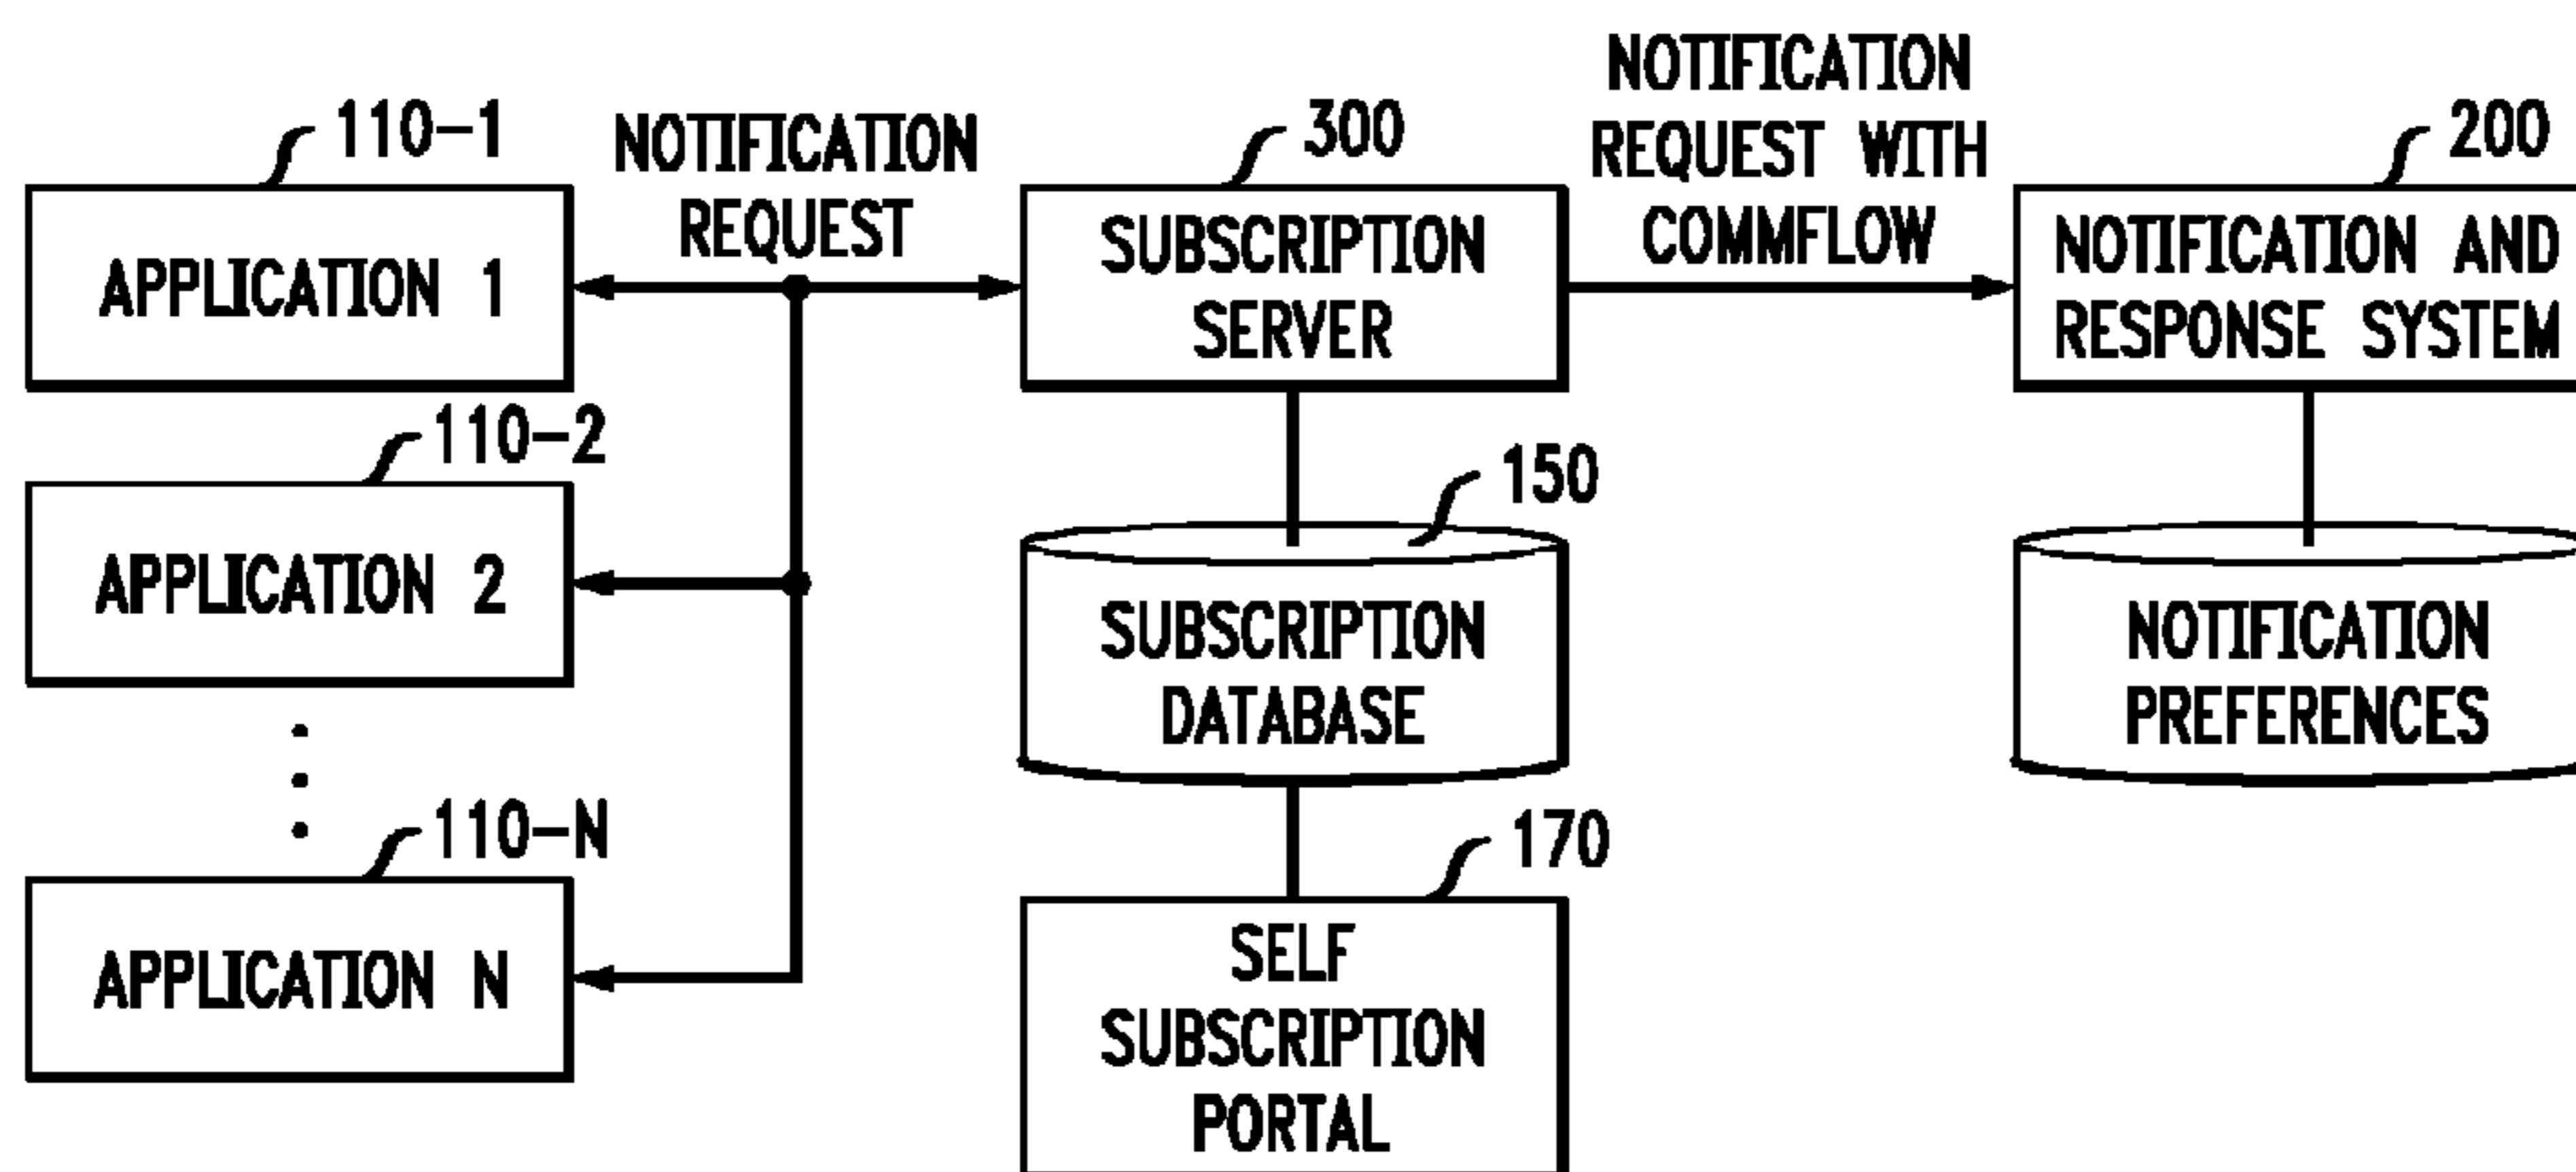 110-1
APPLICATION 1
110-2
APPLICATION 2
110-N
APPLICATION N
NOTIFICATION
REQUEST
300
SUBSCRIPTION
SERVER
150
SUBSCRIPTION
DATABASE
170
SELF
SUBSCRIPTION
PORTAL
NOTIFICATION
REQUEST WITH
COMMFLOW
200
NOTIFICATION AND
RESPONSE SYSTEM
NOTIFICATION
PREFERENCES